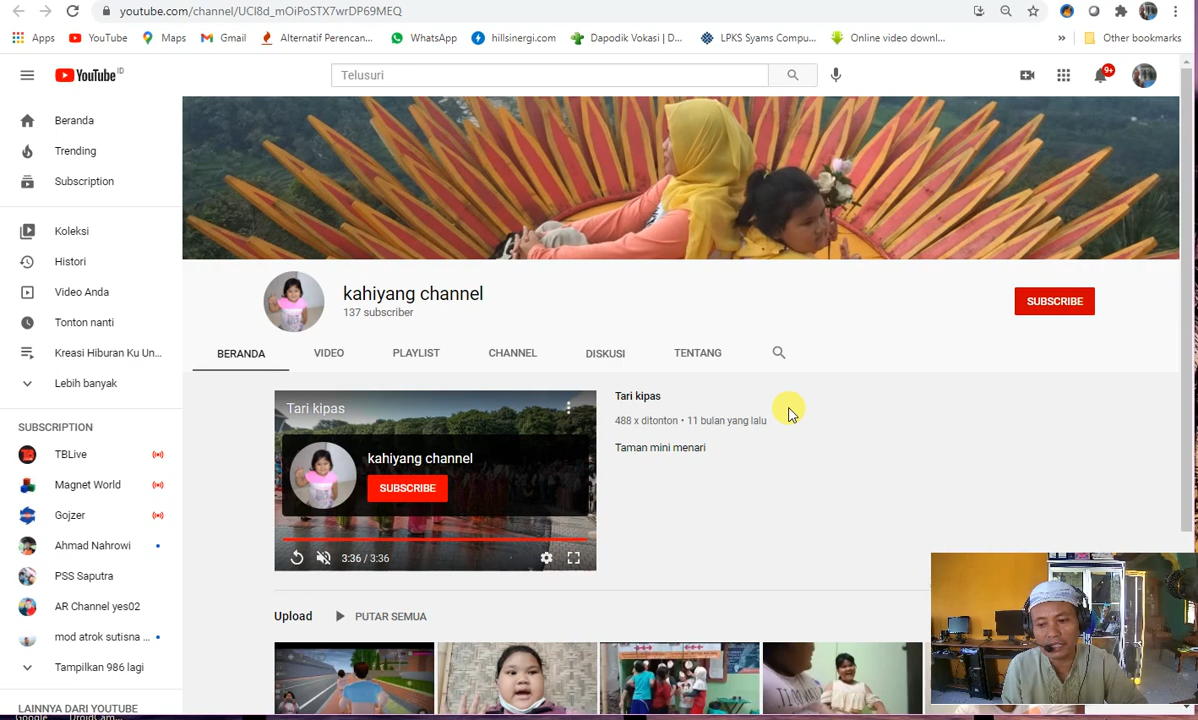 youtube.com/channel/UCI8d_mOiPoSTX7wrDP69MEQ
Apps YouTube Maps Gmail Alternatif Perencan... WhatsApp hillsinergi.com Dapodik Vokasi | D... LPKS Syams Compu... Online video downl... » Other bookmarks
YouTube ID
Telusuri
9+
Beranda
Trending
Subscription
Koleksi
Histori
Video Anda
Tonton nanti
Kreasi Hiburan Ku Un...
Lebih banyak
SUBSCRIPTION
TBLive
Magnet World
Gojzer
Ahmad Nahrowi
PSS Saputra
AR Channel yes02
mod atrok sutisna ...
Tampilkan 986 lagi
LAINNYA DARI YOUTUBE
kahiyang channel
137 subscriber
SUBSCRIBE
BERANDA VIDEO PLAYLIST CHANNEL DISKUSI TENTANG
Tari kipas
kahiyang channel
SUBSCRIBE
3:36 / 3:36
Tari kipas
488 x ditonton • 11 bulan yang lalu
Taman mini menari
Upload PUTAR SEMUA
Google DroidCam...